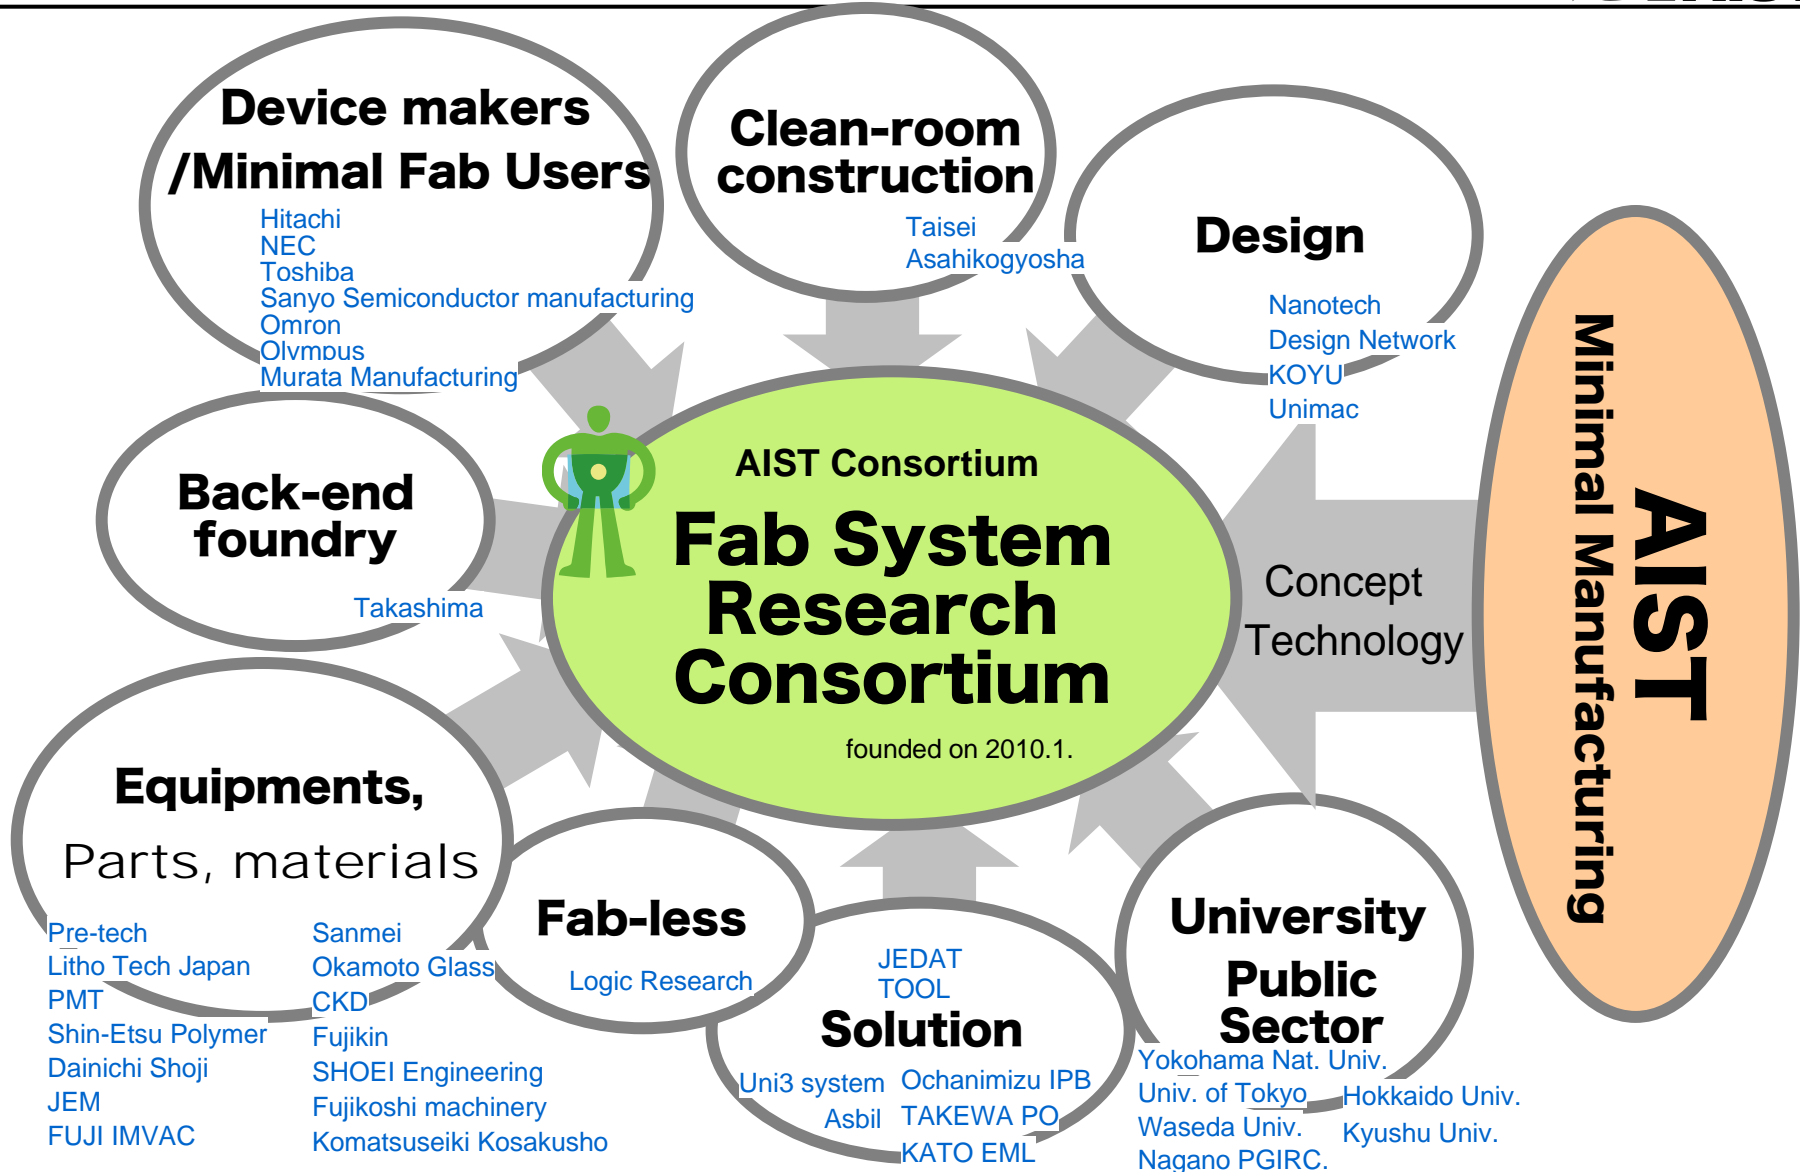 Device makers
/Minimal Fab Users
Hitachi
NEC
Toshiba
Sanyo Semiconductor manufacturing
Omron
Olympus
Murata Manufacturing
Clean-room
construction
Taisei
Asahikogyosha
Design
Nanotech
Design Network
KOYU
Unimac
Back-end
foundry
Takashima
AIST Consortium
Fab System
Research
Consortium
founded on 2010.1.
Concept
Technology
AIST
Minimal Manufacturing
Equipments,
Parts, materials
Pre-tech
Litho Tech Japan
PMT
Shin-Etsu Polymer
Dainichi Shoji
JEM
FUJI IMVAC
Sanmei
Okamoto Glass
CKD
Fujikin
SHOEI Engineering
Fujikoshi machinery
Komatsuseiki Kosakusho
Fab-less
Logic Research
JEDAT
TOOL
Solution
Uni3 system
Asbil
Ochanimizu IPB
TAKEWA PO
KATO EML
University
Public
Sector
Yokohama Nat. Univ.
Univ. of Tokyo
Waseda Univ.
Nagano PGIRC.
Hokkaido Univ.
Kyushu Univ.